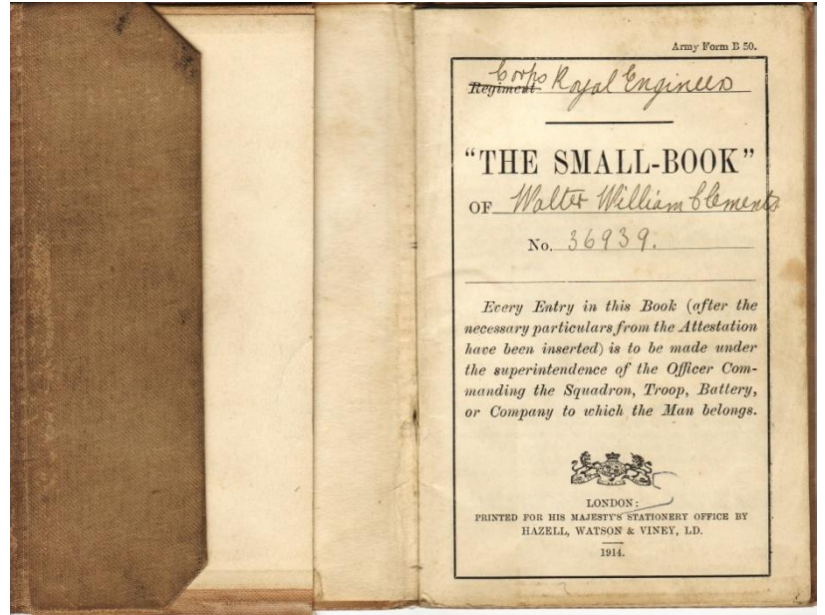 Army Form B 50.
Corps
Regiment Royal Engineers
"THE SMALL-BOOK"
OF Walter William Clements
No. 36939.
Every Entry in this Book (after the
necessary particulars from the Attestation
have been inserted) is to be made under
the superintendence of the Officer Com-
manding the Squadron, Troop, Battery,
or Company to which the Man belongs.
LONDON:
PRINTED FOR HIS MAJESTY'S STATIONERY OFFICE BY
HAZELL, WATSON & VINEY, LD.
1914.